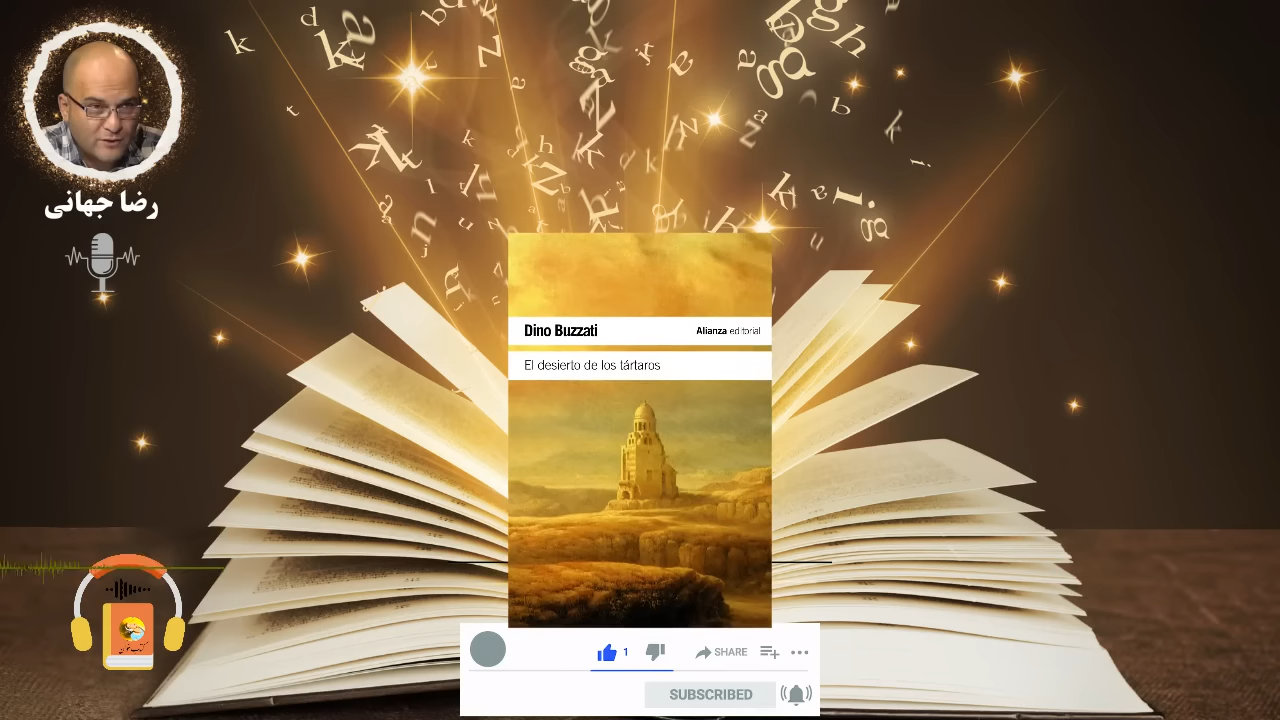 رضا جهانی
Dino Buzzati
Alianza editorial
El desierto de los tártaros
1
SHARE
SUBSCRIBED